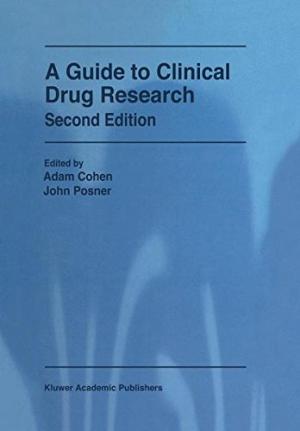 A Guide to Clinical
Drug Research
Second Edition
Edited by
Adam Cohen
John Posner
Kluwer Academic Publishers